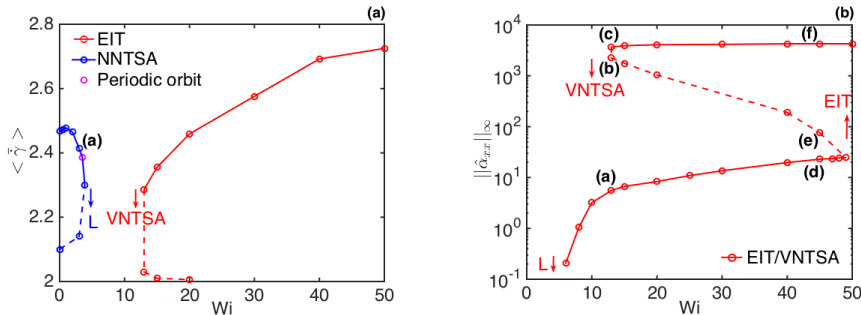 (a)
2.8
2.6
2.4
2.2
2
< γ̇̄ >
EIT
NNTSA
Periodic orbit
(a)
L
VNTSA
0 10 20 30 40 50
Wi
(b)
10^4
10^3
10^2
10^1
10^0
10^-1
||α̂xx||∞
(c)
(f)
(b)
VNTSA
EIT
(e)
(a)
(d)
L
EIT/VNTSA
0 10 20 30 40 50
Wi